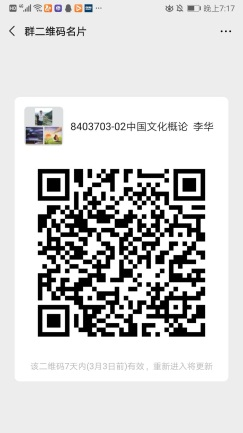 晚上7:17
群二维码名片
8403703-02中国文化概论 李华
该二维码7天内(3月3日前)有效，重新进入将更新